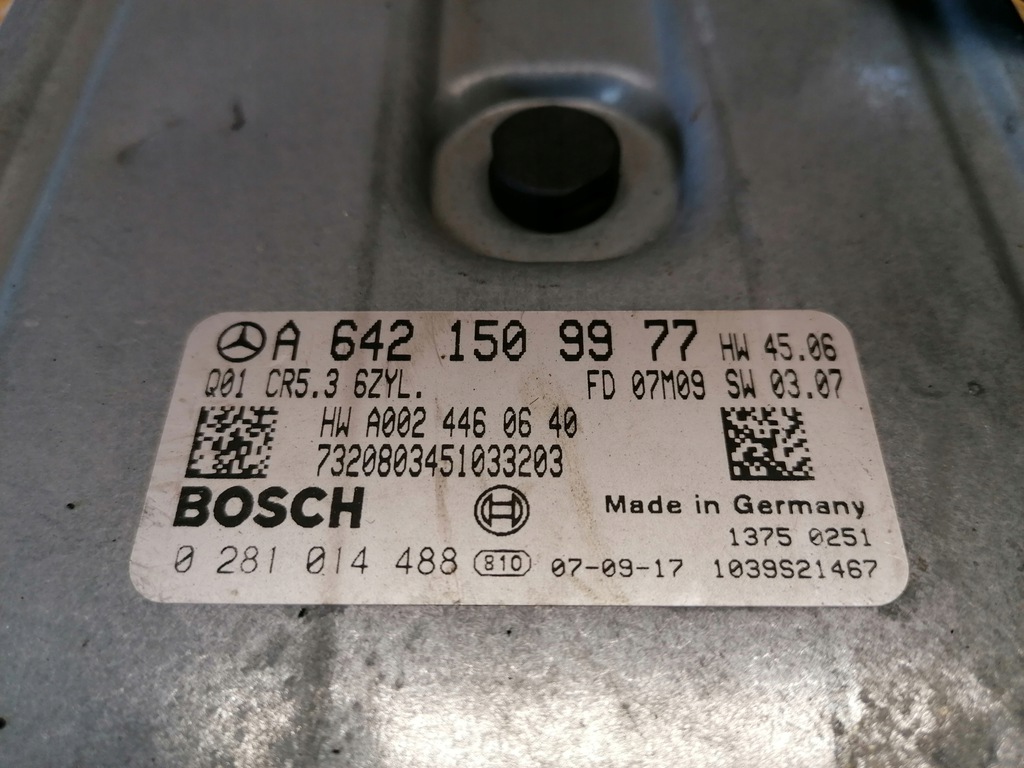 A 642 150 99 77 HW 45.06
Q01 CR5.3 6ZYL. FD 07M09 SW 03.07
HW A002 446 06 40
7320803451033203
BOSCH Made in Germany
1375 0251
0 281 014 488 810 07-09-17 1039S21467